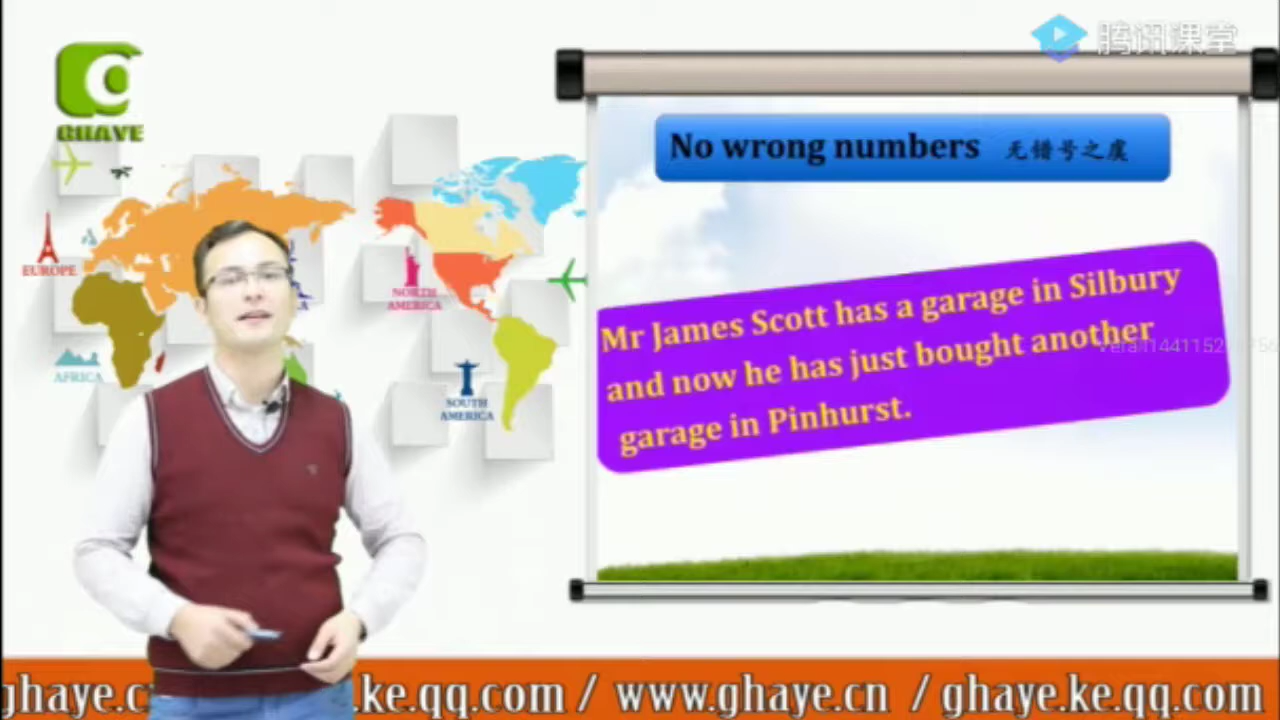 腾讯课堂
GHAYE
No wrong numbers 无错号之虞
EUROPE
NORTH
AMERICA
AFRICA
SOUTH
AMERICA
Mr James Scott has a garage in Silbury
and now he has just bought another
garage in Pinhurst.
ghaye.c
.ke.qq.com / www.ghaye.cn / ghaye.ke.qq.com